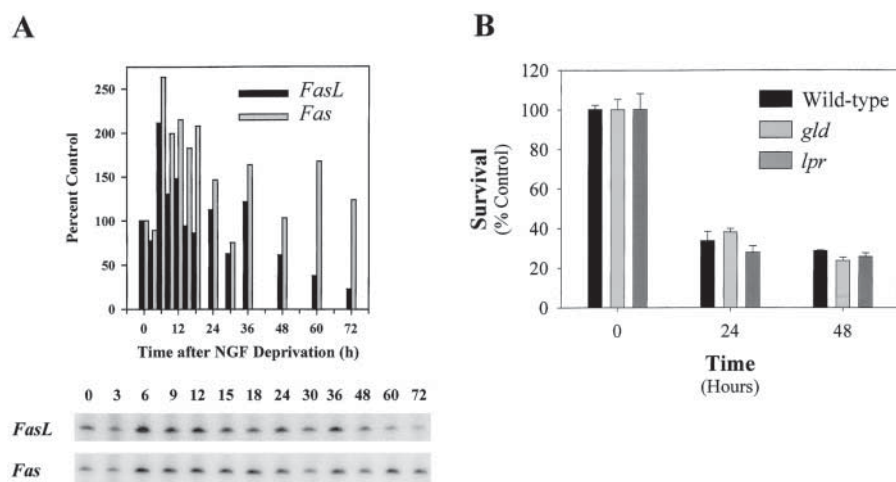 A
FasL
Fas
250
200
150
100
50
0
Percent Control
0 12 24 36 48 60 72
Time after NGF Deprivation (h)
0 3 6 9 12 15 18 24 30 36 48 60 72
FasL
Fas
B
120
100
80
60
40
20
0
Survival
(% Control)
Wild-type
gld
lpr
0 24 48
Time
(Hours)